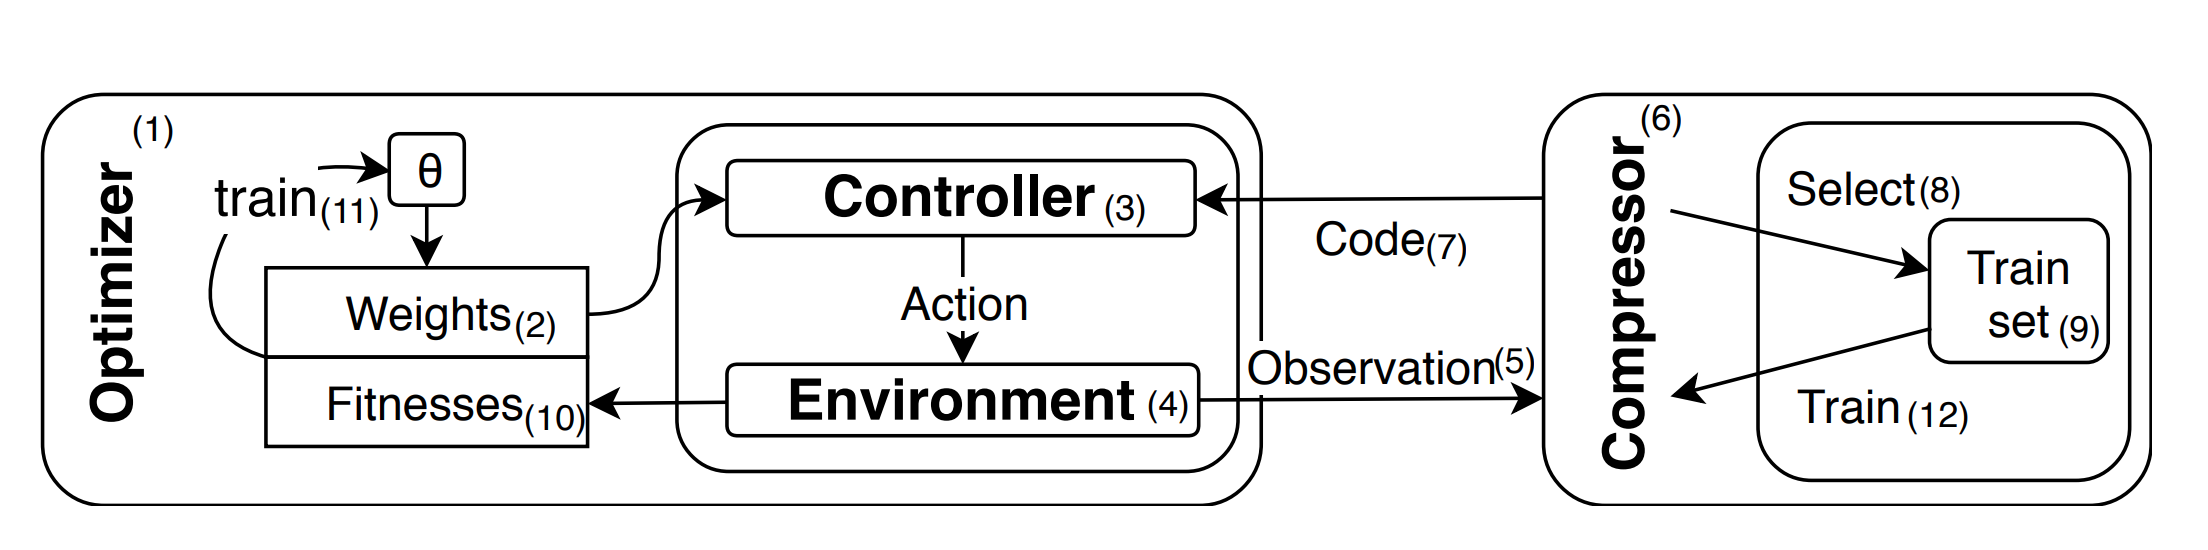 Optimizer (1)
train(11)
θ
Weights(2)
Fitnesses(10)
Controller (3)
Action
Environment (4)
Code(7)
Observation(5)
Compressor (6)
Select(8)
Train
set (9)
Train (12)